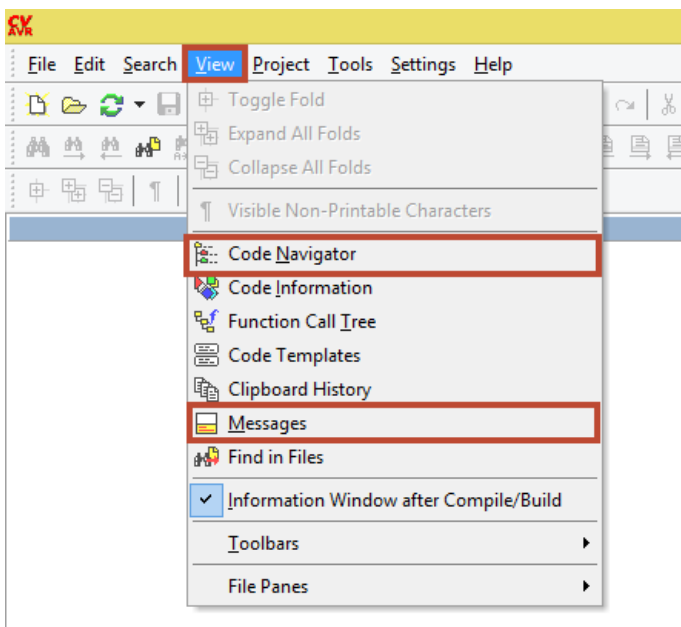 CV
AVR
File Edit Search View Project Tools Settings Help
Toggle Fold
Expand All Folds
Collapse All Folds
¶ Visible Non-Printable Characters
Code Navigator
Code Information
Function Call Tree
Code Templates
Clipboard History
Messages
Find in Files
Information Window after Compile/Build
Toolbars
File Panes